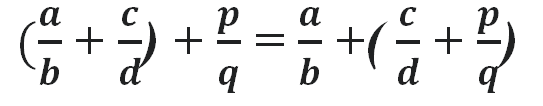 (a/b + c/d) + p/q = a/b + (c/d + p/q)